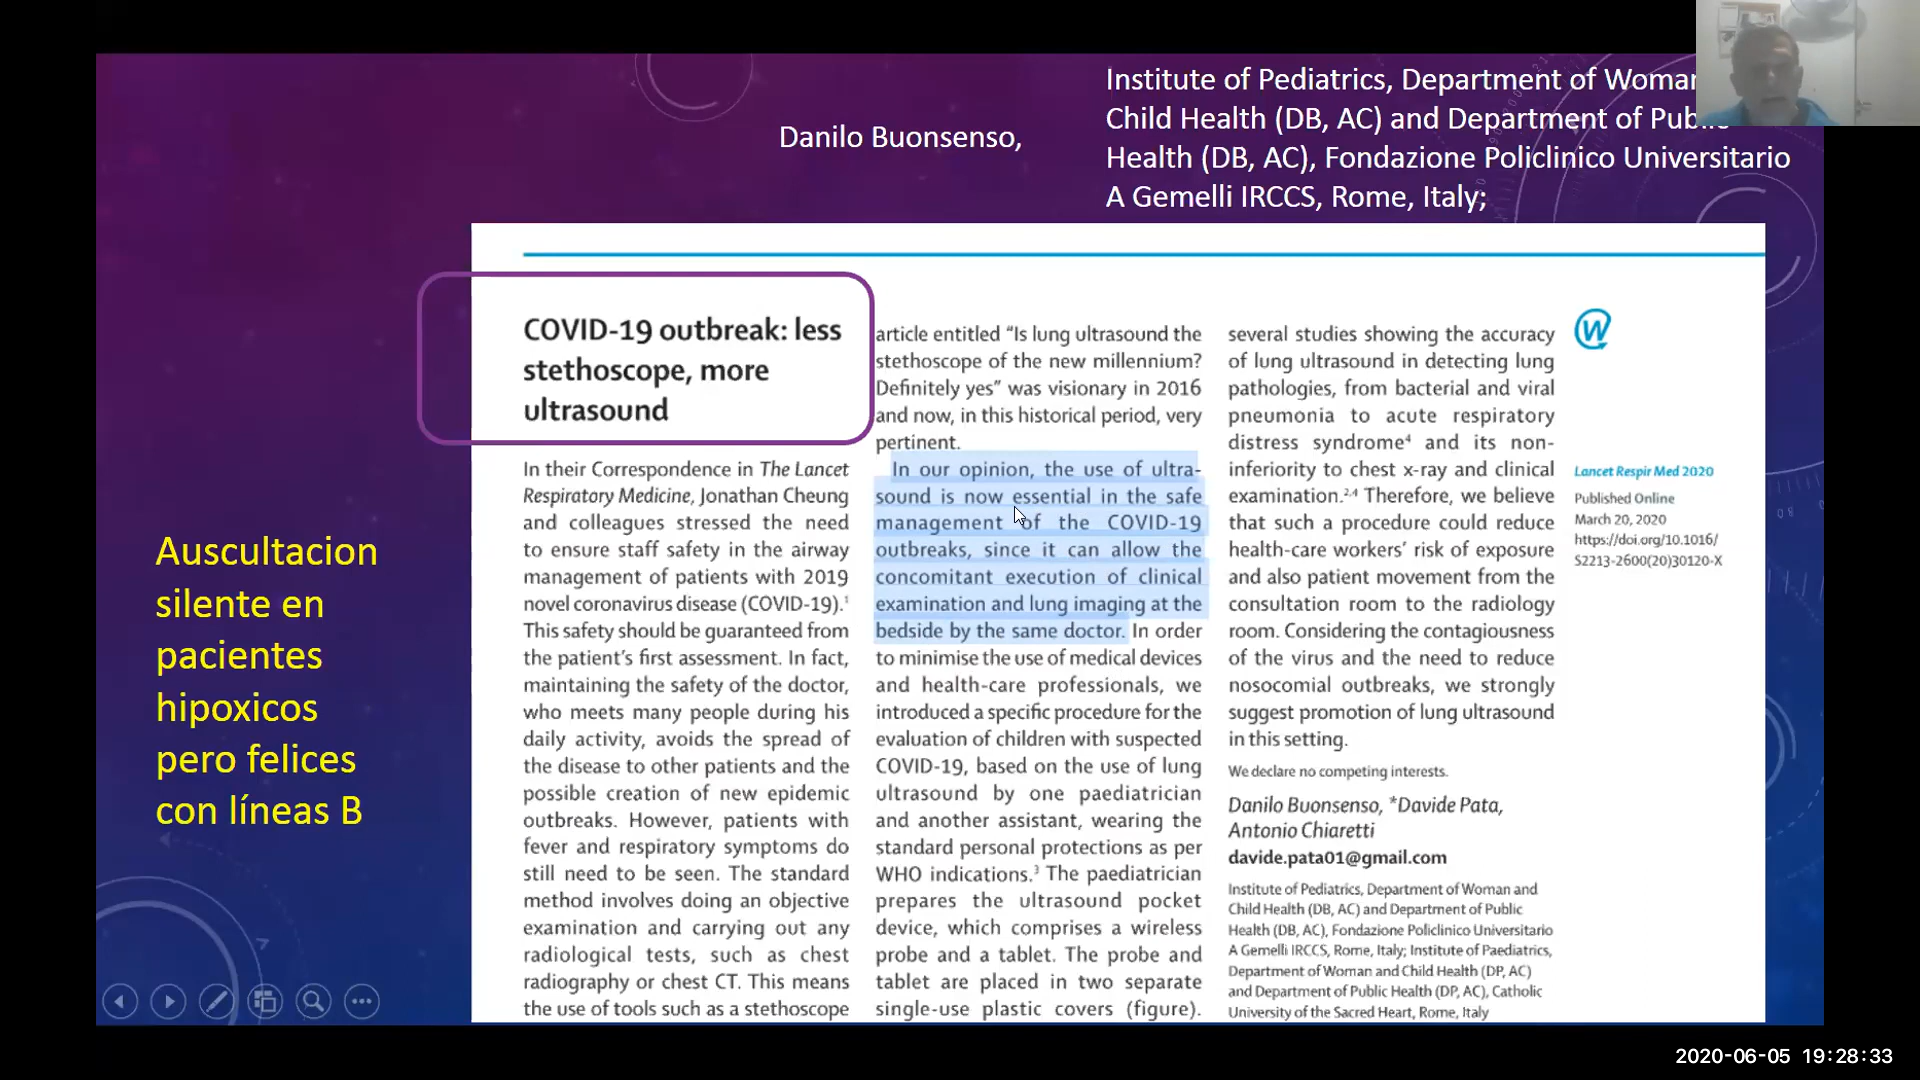 Danilo Buonsenso,
Institute of Pediatrics, Department of Woman
Child Health (DB, AC) and Department of Public
Health (DB, AC), Fondazione Policlinico Universitario
A Gemelli IRCCS, Rome, Italy;
Auscultacion
silente en
pacientes
hipoxicos
pero felices
con líneas B
COVID-19 outbreak: less
stethoscope, more
ultrasound
In their Correspondence in The Lancet
Respiratory Medicine, Jonathan Cheung
and colleagues stressed the need
to ensure staff safety in the airway
management of patients with 2019
novel coronavirus disease (COVID-19).1
This safety should be guaranteed from
the patient’s first assessment. In fact,
maintaining the safety of the doctor,
who meets many people during his
daily activity, avoids the spread of
the disease to other patients and the
possible creation of new epidemic
outbreaks. However, patients with
fever and respiratory symptoms do
still need to be seen. The standard
method involves doing an objective
examination and carrying out any
radiological tests, such as chest
radiography or chest CT. This means
the use of tools such as a stethoscope
article entitled “Is lung ultrasound the
stethoscope of the new millennium?
Definitely yes” was visionary in 2016
and now, in this historical period, very
pertinent.
In our opinion, the use of ultra-
sound is now essential in the safe
management of the COVID-19
outbreaks, since it can allow the
concomitant execution of clinical
examination and lung imaging at the
bedside by the same doctor. In order
to minimise the use of medical devices
and health-care professionals, we
introduced a specific procedure for the
evaluation of children with suspected
COVID-19, based on the use of lung
ultrasound by one paediatrician
and another assistant, wearing the
standard personal protections as per
WHO indications.3 The paediatrician
prepares the ultrasound pocket
device, which comprises a wireless
probe and a tablet. The probe and
tablet are placed in two separate
single-use plastic covers (figure).
several studies showing the accuracy
of lung ultrasound in detecting lung
pathologies, from bacterial and viral
pneumonia to acute respiratory
distress syndrome4 and its non-
inferiority to chest x-ray and clinical
examination.2,4 Therefore, we believe
that such a procedure could reduce
health-care workers’ risk of exposure
and also patient movement from the
consultation room to the radiology
room. Considering the contagiousness
of the virus and the need to reduce
nosocomial outbreaks, we strongly
suggest promotion of lung ultrasound
in this setting.
We declare no competing interests.
Danilo Buonsenso, *Davide Pata,
Antonio Chiaretti
davide.pata01@gmail.com
Institute of Pediatrics, Department of Woman and
Child Health (DB, AC) and Department of Public
Health (DB, AC), Fondazione Policlinico Universitario
A Gemelli IRCCS, Rome, Italy; Institute of Paediatrics,
Department of Woman and Child Health (DP, AC)
and Department of Public Health (DP, AC), Catholic
University of the Sacred Heart, Rome, Italy
W
Lancet Respir Med 2020
Published Online
March 20, 2020
https://doi.org/10.1016/
S2213-2600(20)30120-X
2020-06-05 19:28:33